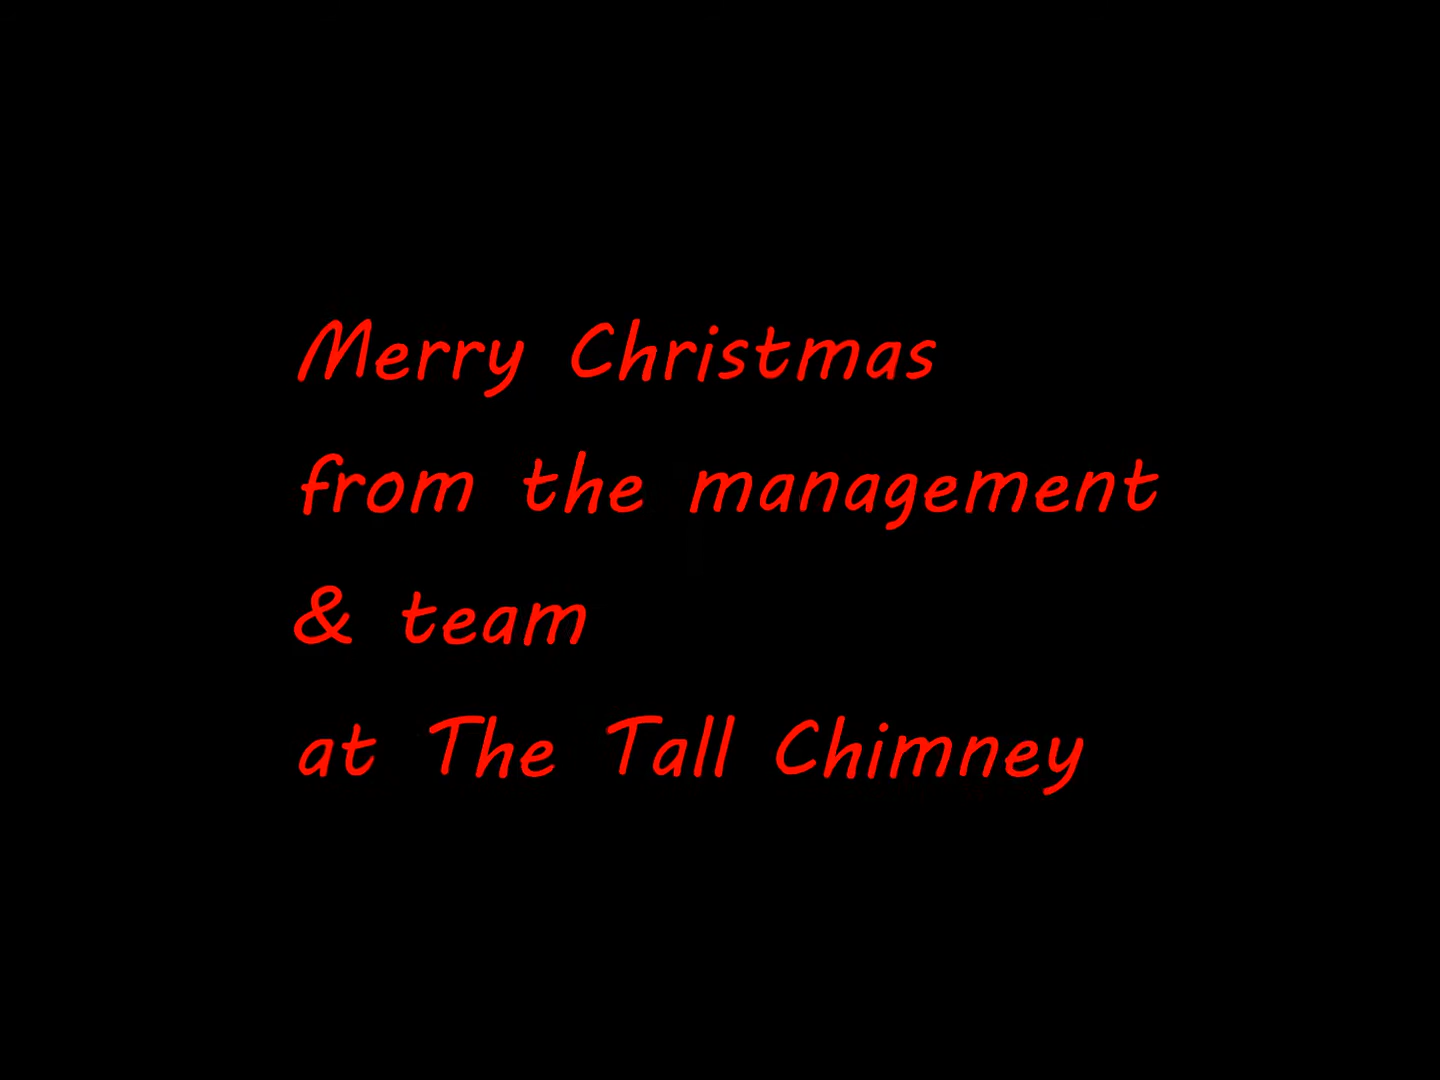 Merry Christmas
from the management
& team
at The Tall Chimney